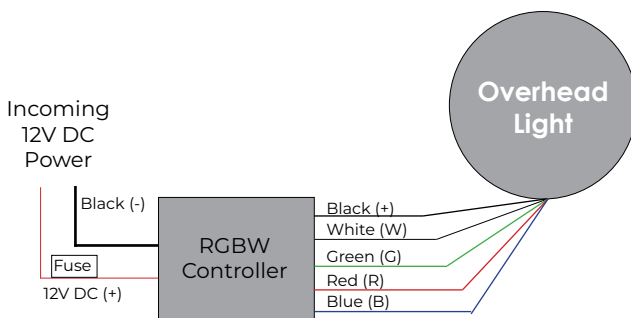 Overhead
Light
Incoming
12V DC
Power
Black (-)
Fuse
12V DC (+)
RGBW
Controller
Black (+)
White (W)
Green (G)
Red (R)
Blue (B)